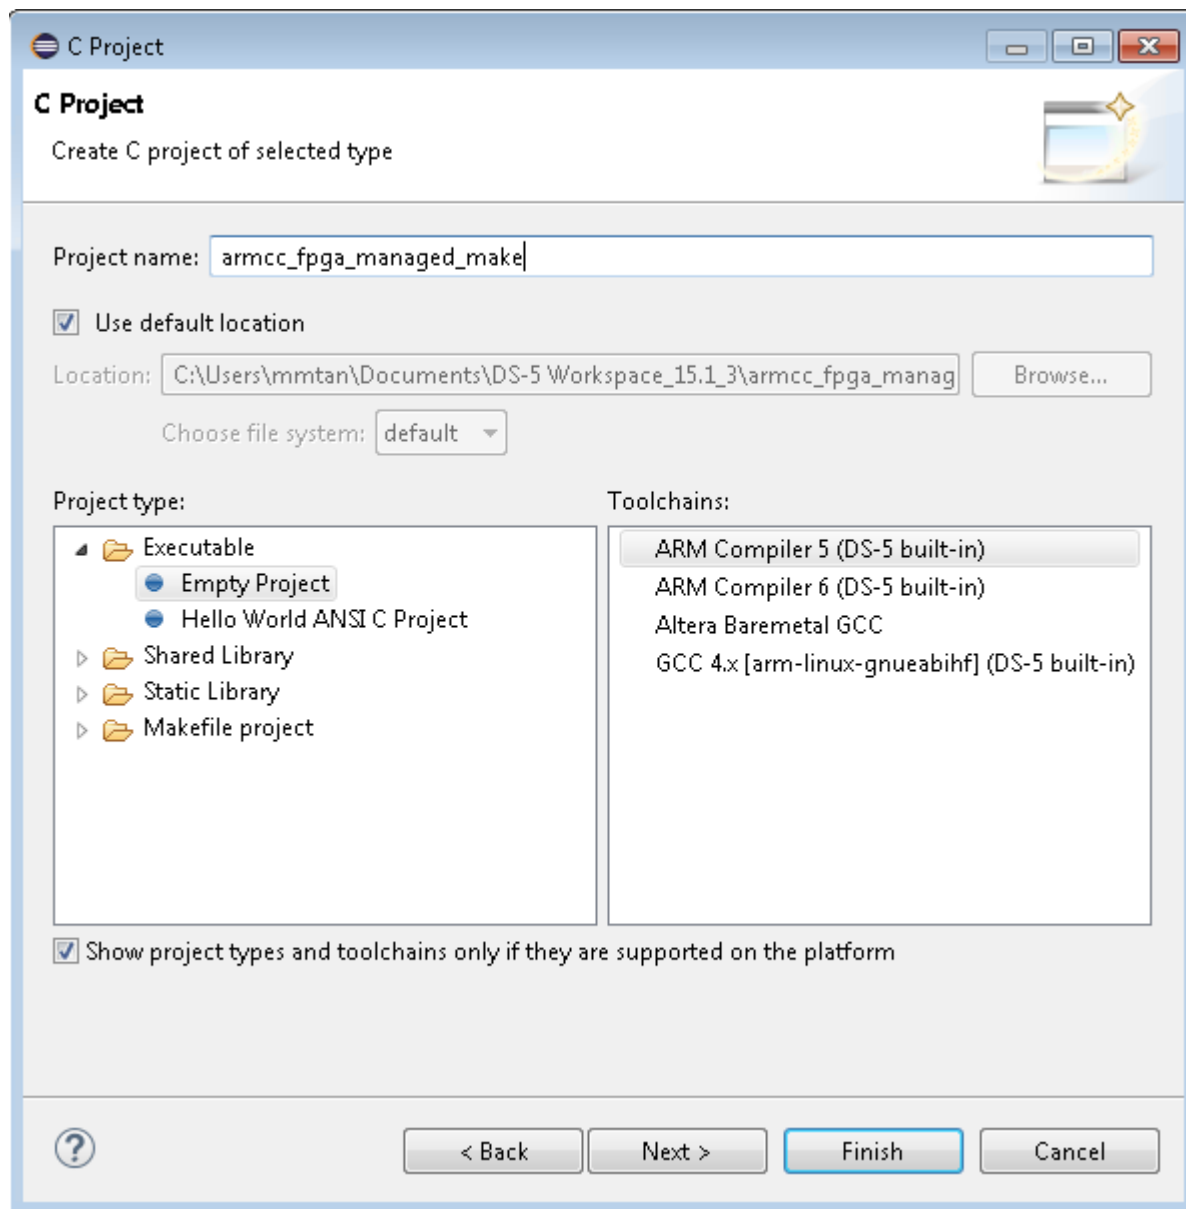 C Project
C Project
Create C project of selected type
Project name: armcc_fpga_managed_make
Use default location
Location: C:\Users\mmtan\Documents\DS-5 Workspace_15.1_3\armcc_fpga_manag Browse...
Choose file system: default
Project type: Toolchains:
Executable ARM Compiler 5 (DS-5 built-in)
Empty Project ARM Compiler 6 (DS-5 built-in)
Hello World ANSI C Project Altera Baremetal GCC
Shared Library GCC 4.x [arm-linux-gnueabihf] (DS-5 built-in)
Static Library
Makefile project
Show project types and toolchains only if they are supported on the platform
? < Back Next > Finish Cancel